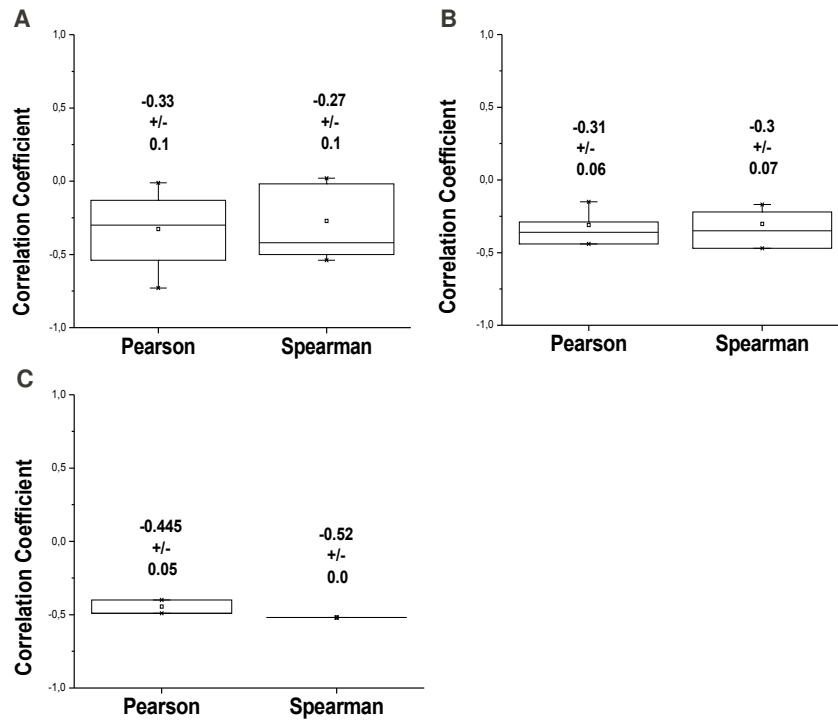 A
Correlation Coefficient
1,0
0,5
0,0
-0,5
-1,0
-0.33
+/-
0.1
-0.27
+/-
0.1
Pearson
Spearman
B
Correlation Coefficient
1,0
0,5
0,0
-0,5
-1,0
-0.31
+/-
0.06
-0.3
+/-
0.07
Pearson
Spearman
C
Correlation Coefficient
1,0
0,5
0,0
-0,5
-1,0
-0.445
+/-
0.05
-0.52
+/-
0.0
Pearson
Spearman